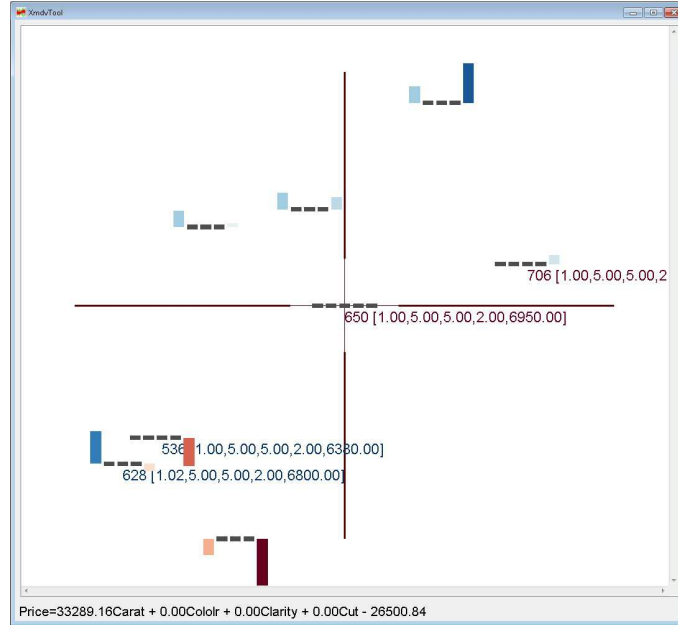 XmdvTool
706 [1.00,5.00,5.00,2
650 [1.00,5.00,5.00,2.00,6950.00]
536 [1.00,5.00,5.00,2.00,6380.00]
628 [1.02,5.00,5.00,2.00,6800.00]
Price=33289.16Carat + 0.00Cololr + 0.00Clarity + 0.00Cut - 26500.84